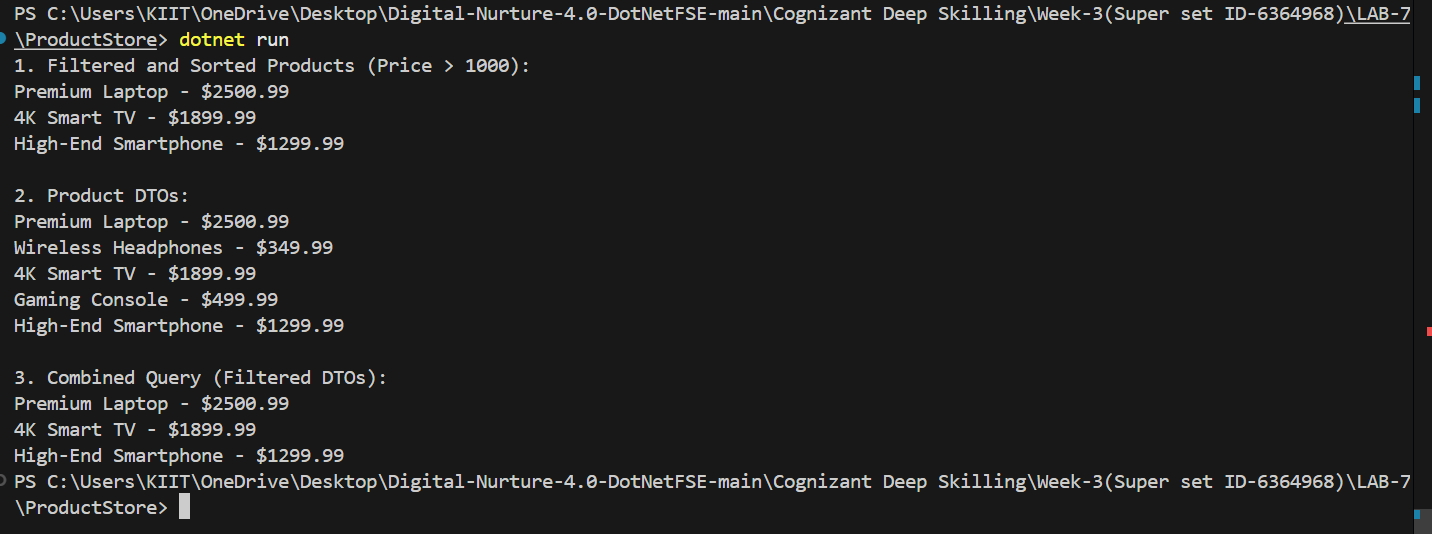 PS C:\Users\KIIT\OneDrive\Desktop\Digital-Nurture-4.0-DotNetFSE-main\Cognizant Deep Skilling\Week-3(Super set ID-6364968)\LAB-7
\ProductStore> dotnet run
1. Filtered and Sorted Products (Price > 1000):
Premium Laptop - $2500.99
4K Smart TV - $1899.99
High-End Smartphone - $1299.99

2. Product DTOs:
Premium Laptop - $2500.99
Wireless Headphones - $349.99
4K Smart TV - $1899.99
Gaming Console - $499.99
High-End Smartphone - $1299.99

3. Combined Query (Filtered DTOs):
Premium Laptop - $2500.99
4K Smart TV - $1899.99
High-End Smartphone - $1299.99
PS C:\Users\KIIT\OneDrive\Desktop\Digital-Nurture-4.0-DotNetFSE-main\Cognizant Deep Skilling\Week-3(Super set ID-6364968)\LAB-7
\ProductStore>